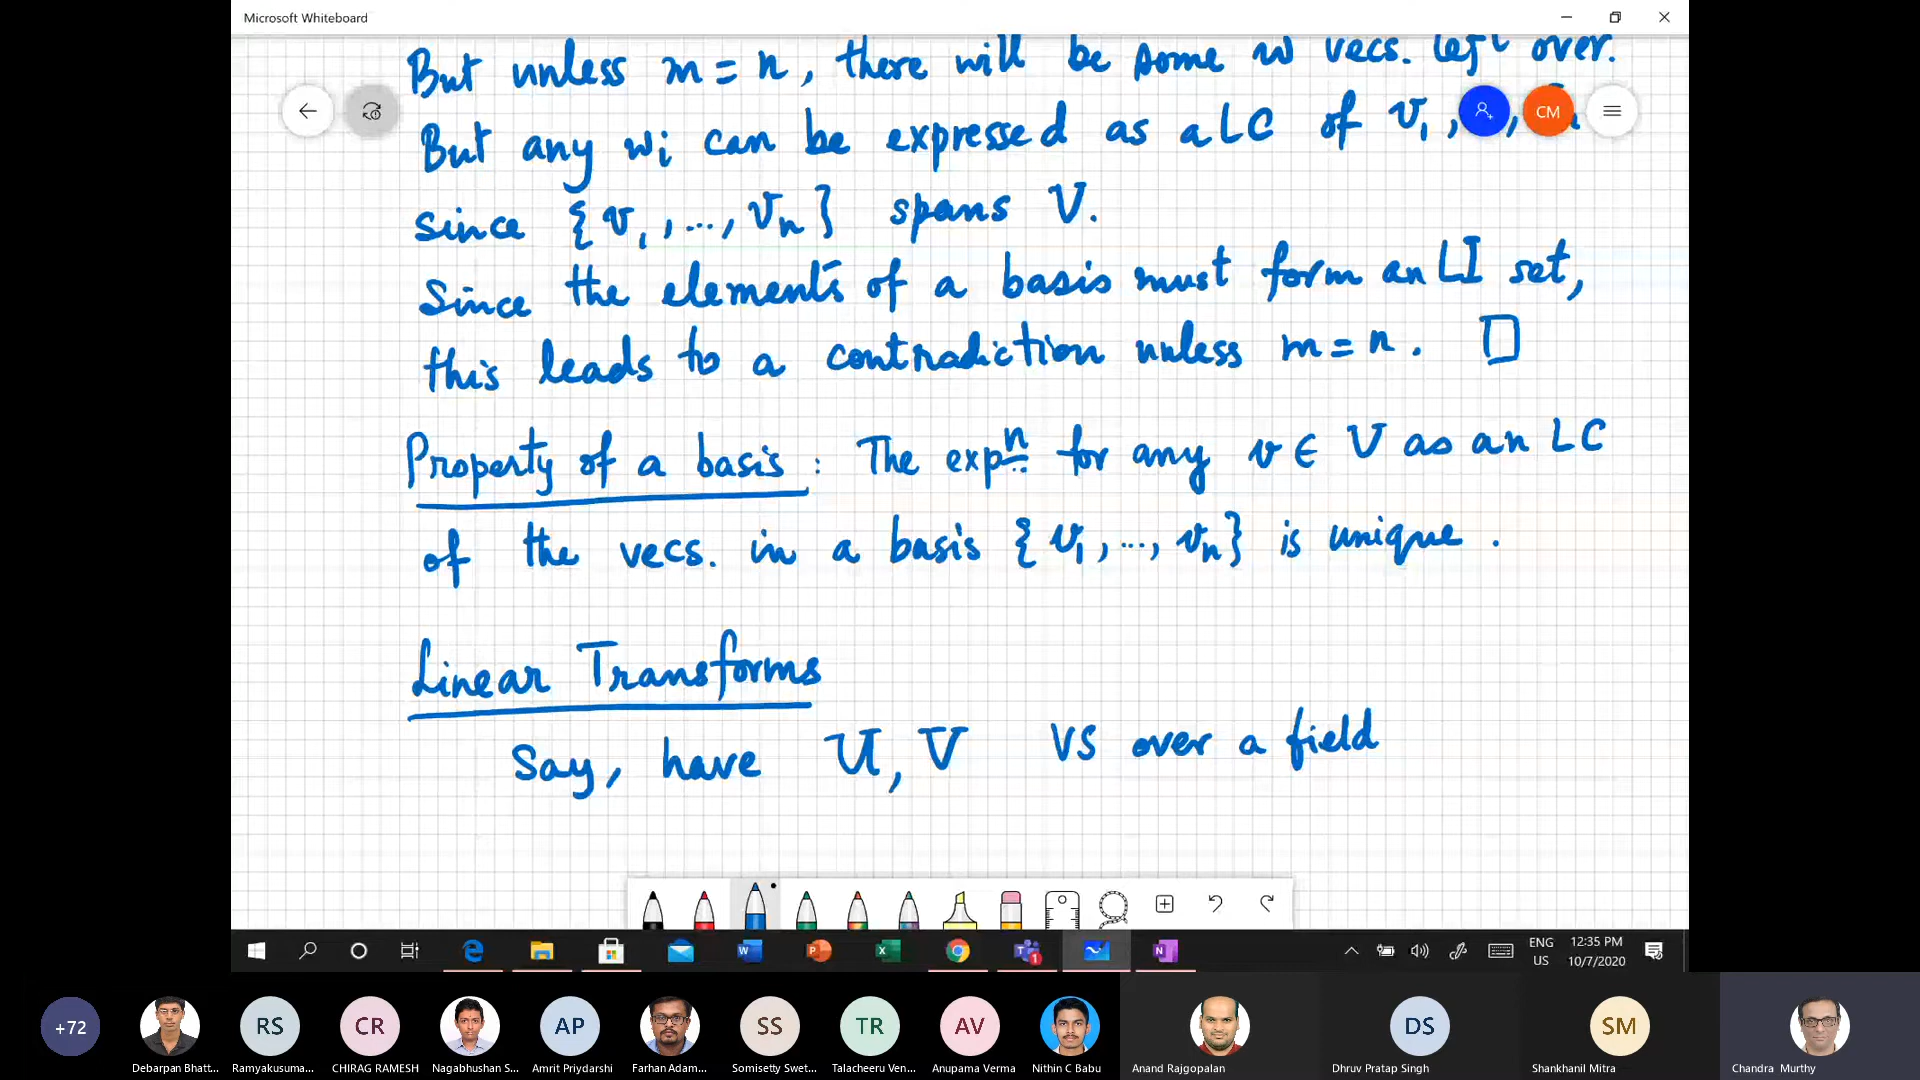 Microsoft Whiteboard
But unless m = n, there will be some w vecs. left over.
But any wi can be expressed as a LC of v1,
CM
since {v1, ..., vn} spans V.
Since the elements of a basis must form an LI set,
this leads to a contradiction unless m = n. □
Property of a basis : The expn for any v ∈ V as an LC
of the vecs. in a basis {v1, ..., vn} is unique.
Linear Transforms
Say, have U, V VS over a field
ENG
US
12:35 PM
10/7/2020
+72
RS
CR
AP
SS
TR
AV
DS
SM
Debarpan Bhatt...
Ramyakusuma...
CHIRAG RAMESH
Nagabhushan S...
Amrit Priydarshi
Farhan Adam...
Somisetty Swet...
Talacheeru Ven...
Anupama Verma
Nithin C Babu
Anand Rajgopalan
Dhruv Pratap Singh
Shankhanil Mitra
Chandra Murthy